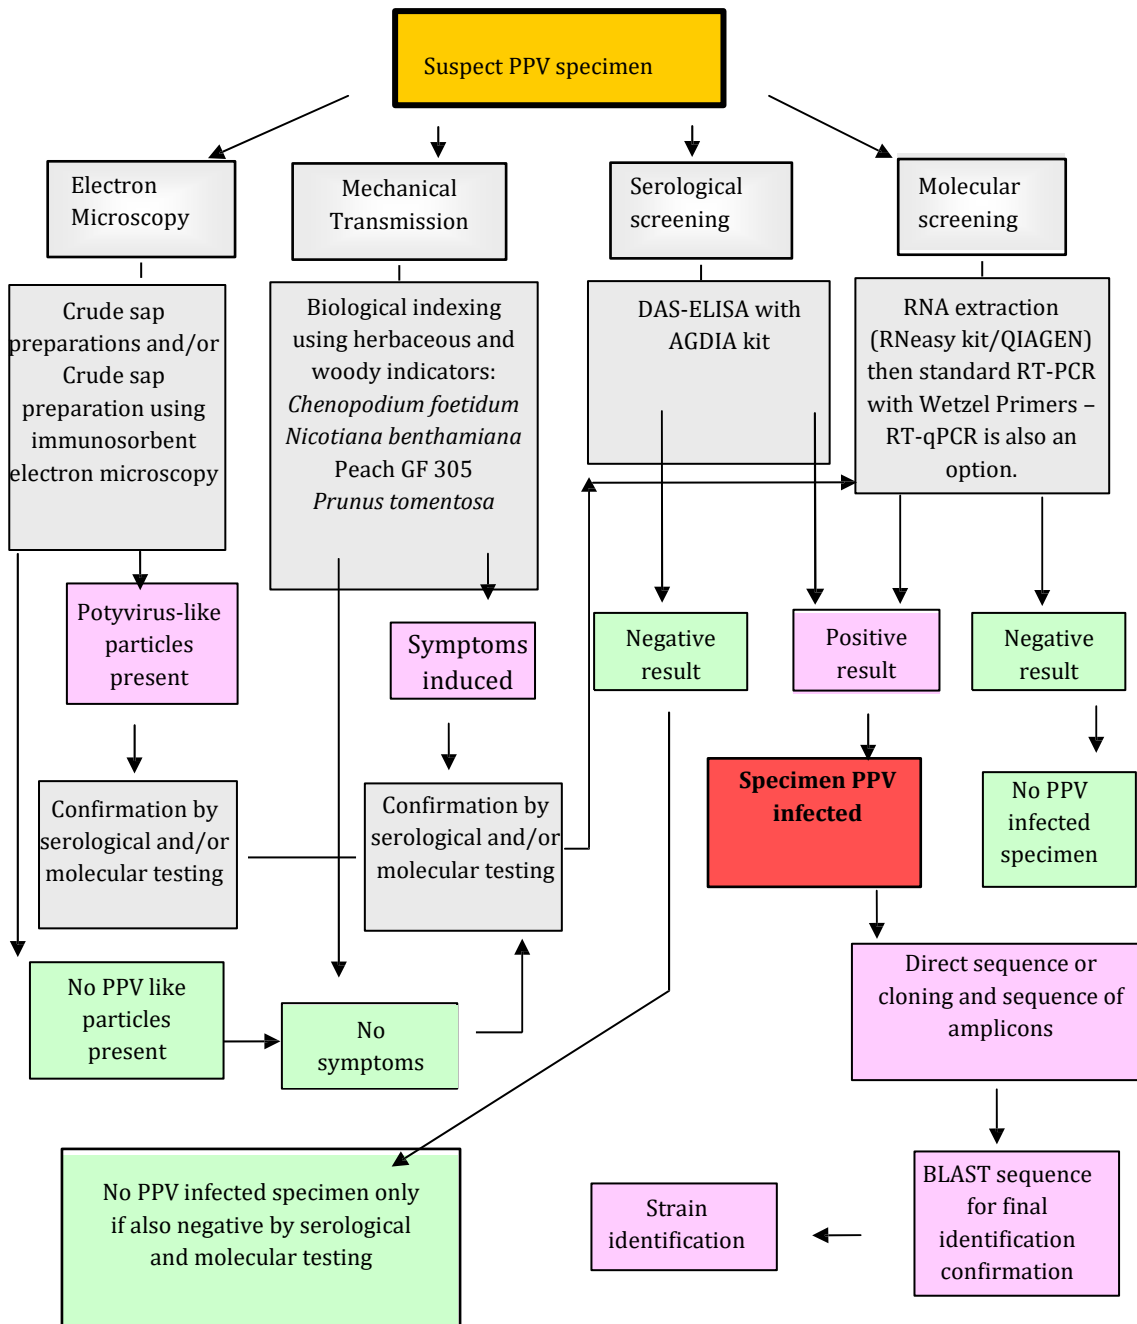 Suspect PPV specimen
Electron
Microscopy
Mechanical
Transmission
Serological
screening
Molecular
screening
Crude sap
preparations and/or
Crude sap
preparation using
immunosorbent
electron microscopy
Biological indexing
using herbaceous and
woody indicators:
Chenopodium foetidum
Nicotiana benthamiana
Peach GF 305
Prunus tomentosa
DAS-ELISA with
AGDIA kit
RNA extraction
(RNeasy kit/QIAGEN)
then standard RT-PCR
with Wetzel Primers –
RT-qPCR is also an
option.
Potyvirus-like
particles
present
Symptoms
induced
Negative
result
Positive
result
Negative
result
Confirmation by
serological and/or
molecular testing
Confirmation by
serological and/or
molecular testing
Specimen PPV
infected
No PPV
infected
specimen
No PPV like
particles
present
No
symptoms
Direct sequence or
cloning and sequence of
amplicons
No PPV infected specimen only
if also negative by serological
and molecular testing
Strain
identification
BLAST sequence
for final
identification
confirmation